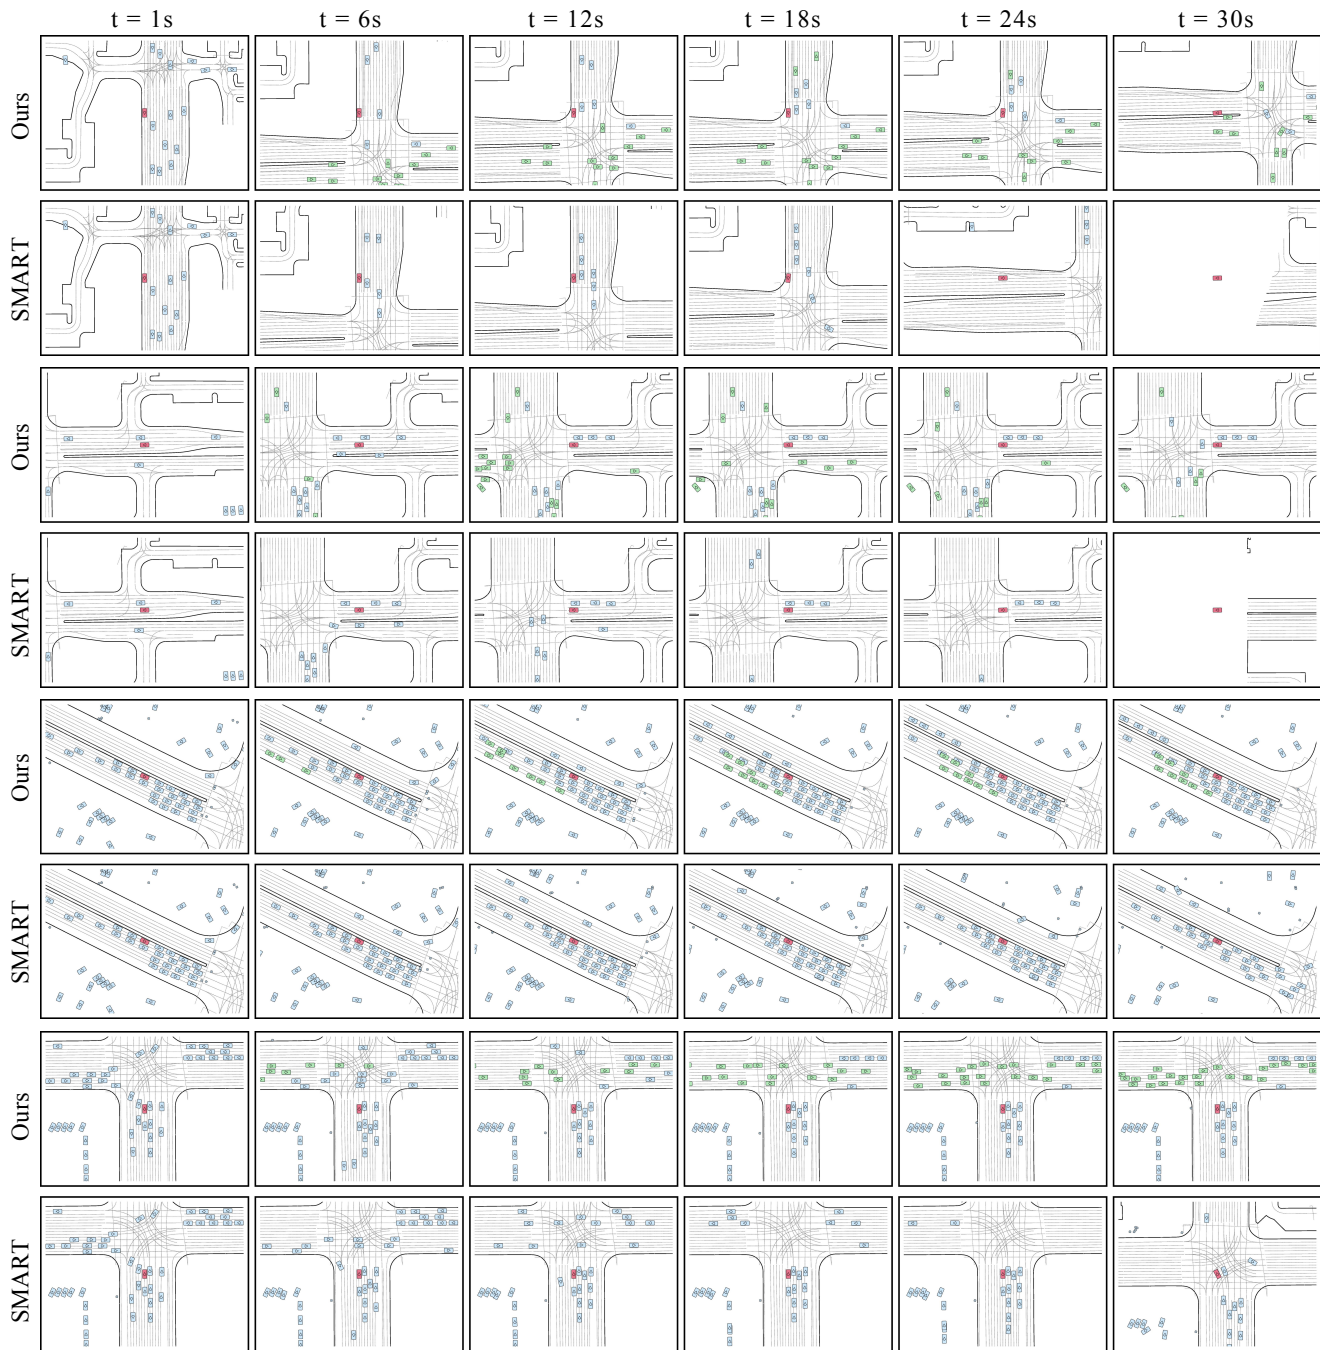 t = 1s t = 6s t = 12s t = 18s t = 24s t = 30s
Ours
SMART
Ours
SMART
Ours
SMART
Ours
SMART